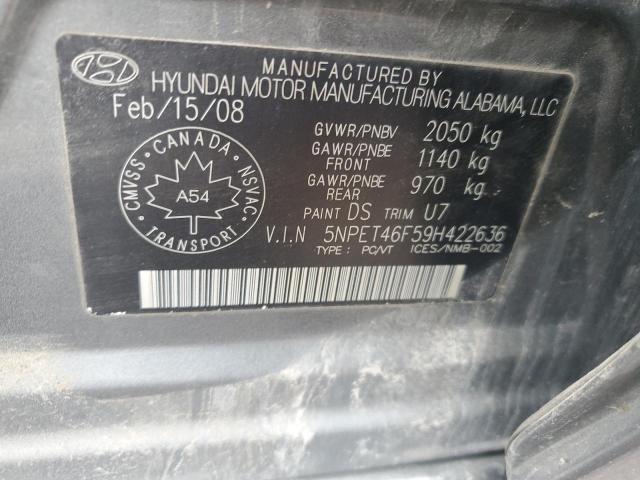 MANUFACTURED BY
HYUNDAI MOTOR MANUFACTURING ALABAMA, LLC
Feb/15/08
GVWR/PNBV 2050 kg
GAWR/PNBE FRONT 1140 kg
GAWR/PNBE REAR 970 kg
PAINT DS TRIM U7
V.I.N 5NPET46F59H422636
TYPE : PC/VT ICES/NMB-002
CMVSS • CANADA • NSVAC
A54
TRANSPORT